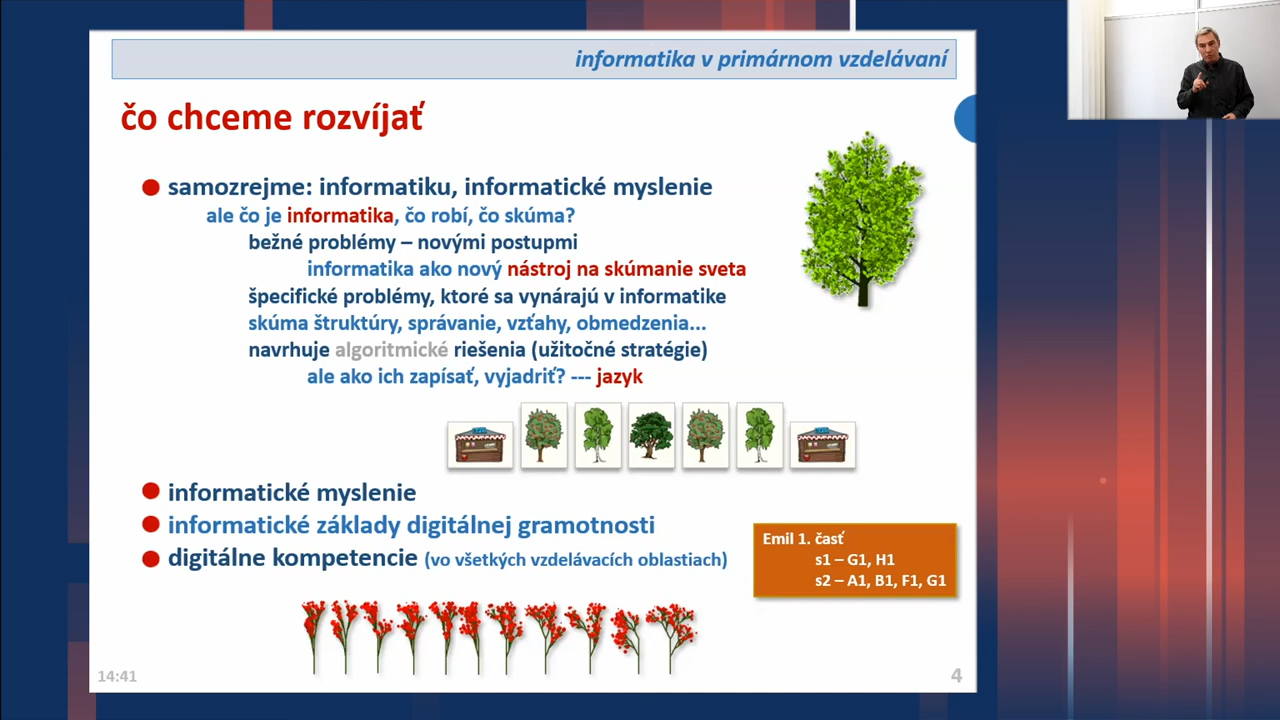 informatika v primárnom vzdelávaní
čo chceme rozvíjať
samozrejme: informatiku, informatické myslenie
ale čo je informatika, čo robí, čo skúma?
bežné problémy – novými postupmi
informatika ako nový nástroj na skúmanie sveta
špecifické problémy, ktoré sa vynárajú v informatike
skúma štruktúry, správanie, vzťahy, obmedzenia...
navrhuje algoritmické riešenia (užitočné stratégie)
ale ako ich zapísať, vyjadriť? --- jazyk
informatické myslenie
informatické základy digitálnej gramotnosti
digitálne kompetencie (vo všetkých vzdelávacích oblastiach)
Emil 1. časť
s1 – G1, H1
s2 – A1, B1, F1, G1
14:41
4